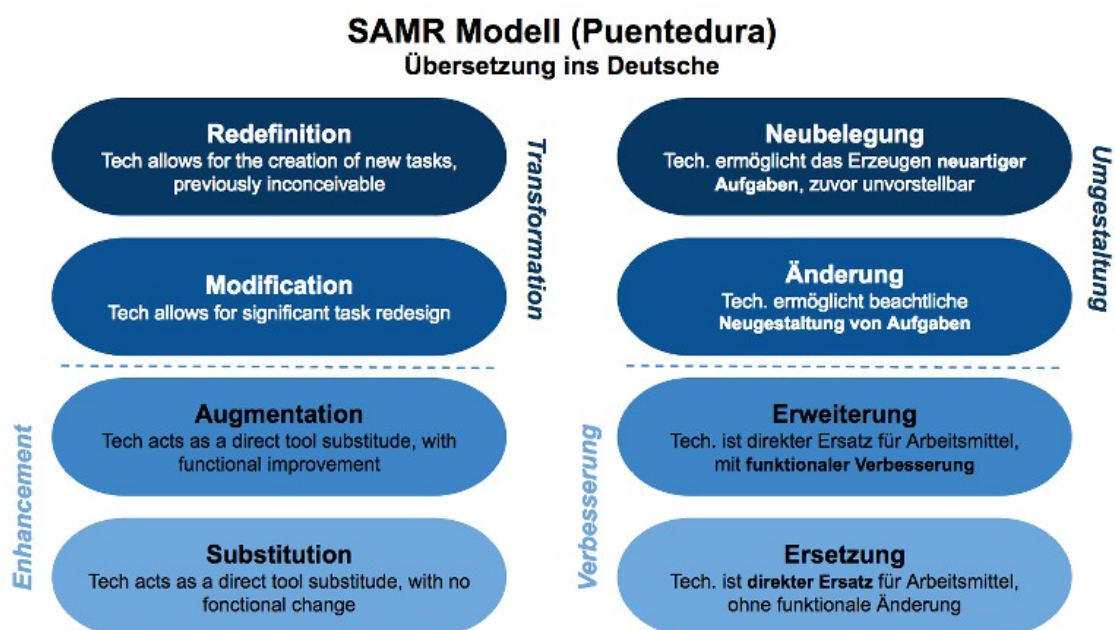 SAMR Modell (Puentedura)
Übersetzung ins Deutsche
Redefinition
Tech allows for the creation of new tasks,
previously inconceivable
Modification
Tech allows for significant task redesign
Transformation
Augmentation
Tech acts as a direct tool substitude, with
functional improvement
Substitution
Tech acts as a direct tool substitude, with no
fonctional change
Enhancement
Neubelegung
Tech. ermöglicht das Erzeugen neuartiger
Aufgaben, zuvor unvorstellbar
Änderung
Tech. ermöglicht beachtliche
Neugestaltung von Aufgaben
Umgestaltung
Erweiterung
Tech. ist direkter Ersatz für Arbeitsmittel,
mit funktionaler Verbesserung
Ersetzung
Tech. ist direkter Ersatz für Arbeitsmittel,
ohne funktionale Änderung
Verbesserung